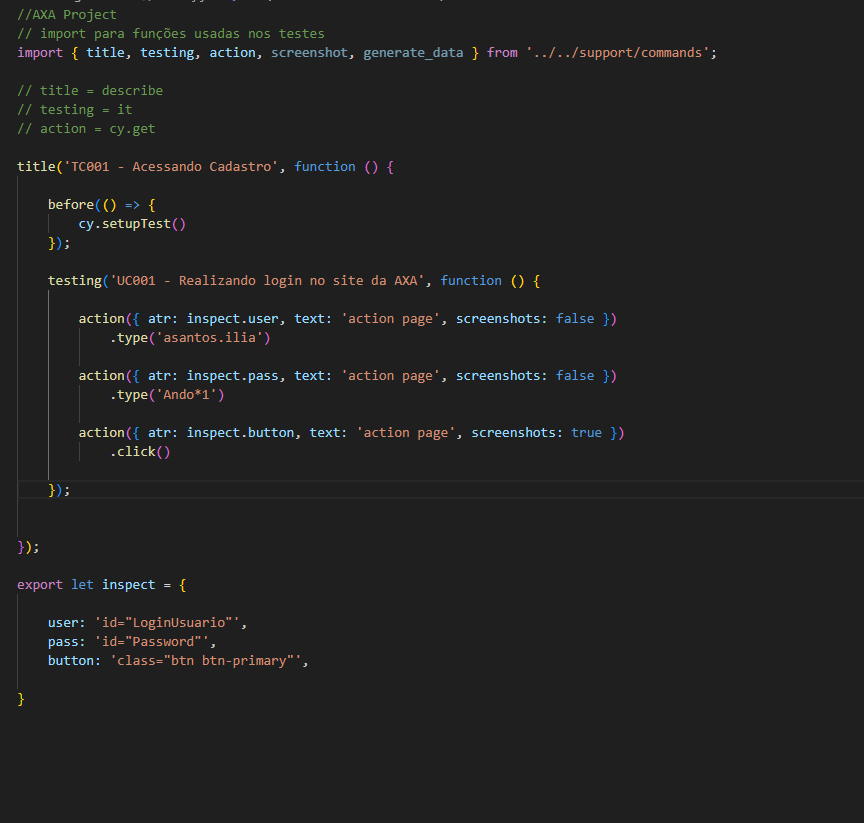 //AXA Project
// import para funções usadas nos testes
import { title, testing, action, screenshot, generate_data } from '../../support/commands';
// title = describe
// testing = it
// action = cy.get
title('TC001 - Acessando Cadastro', function () {
before(() => {
cy.setupTest()
});
testing('UC001 - Realizando login no site da AXA', function () {
action({ atr: inspect.user, text: 'action page', screenshots: false })
.type('asantos.ilia')
action({ atr: inspect.pass, text: 'action page', screenshots: false })
.type('Ando*1')
action({ atr: inspect.button, text: 'action page', screenshots: true })
.click()
});
});
export let inspect = {
user: 'id="LoginUsuario"',
pass: 'id="Password"',
button: 'class="btn btn-primary"',
}